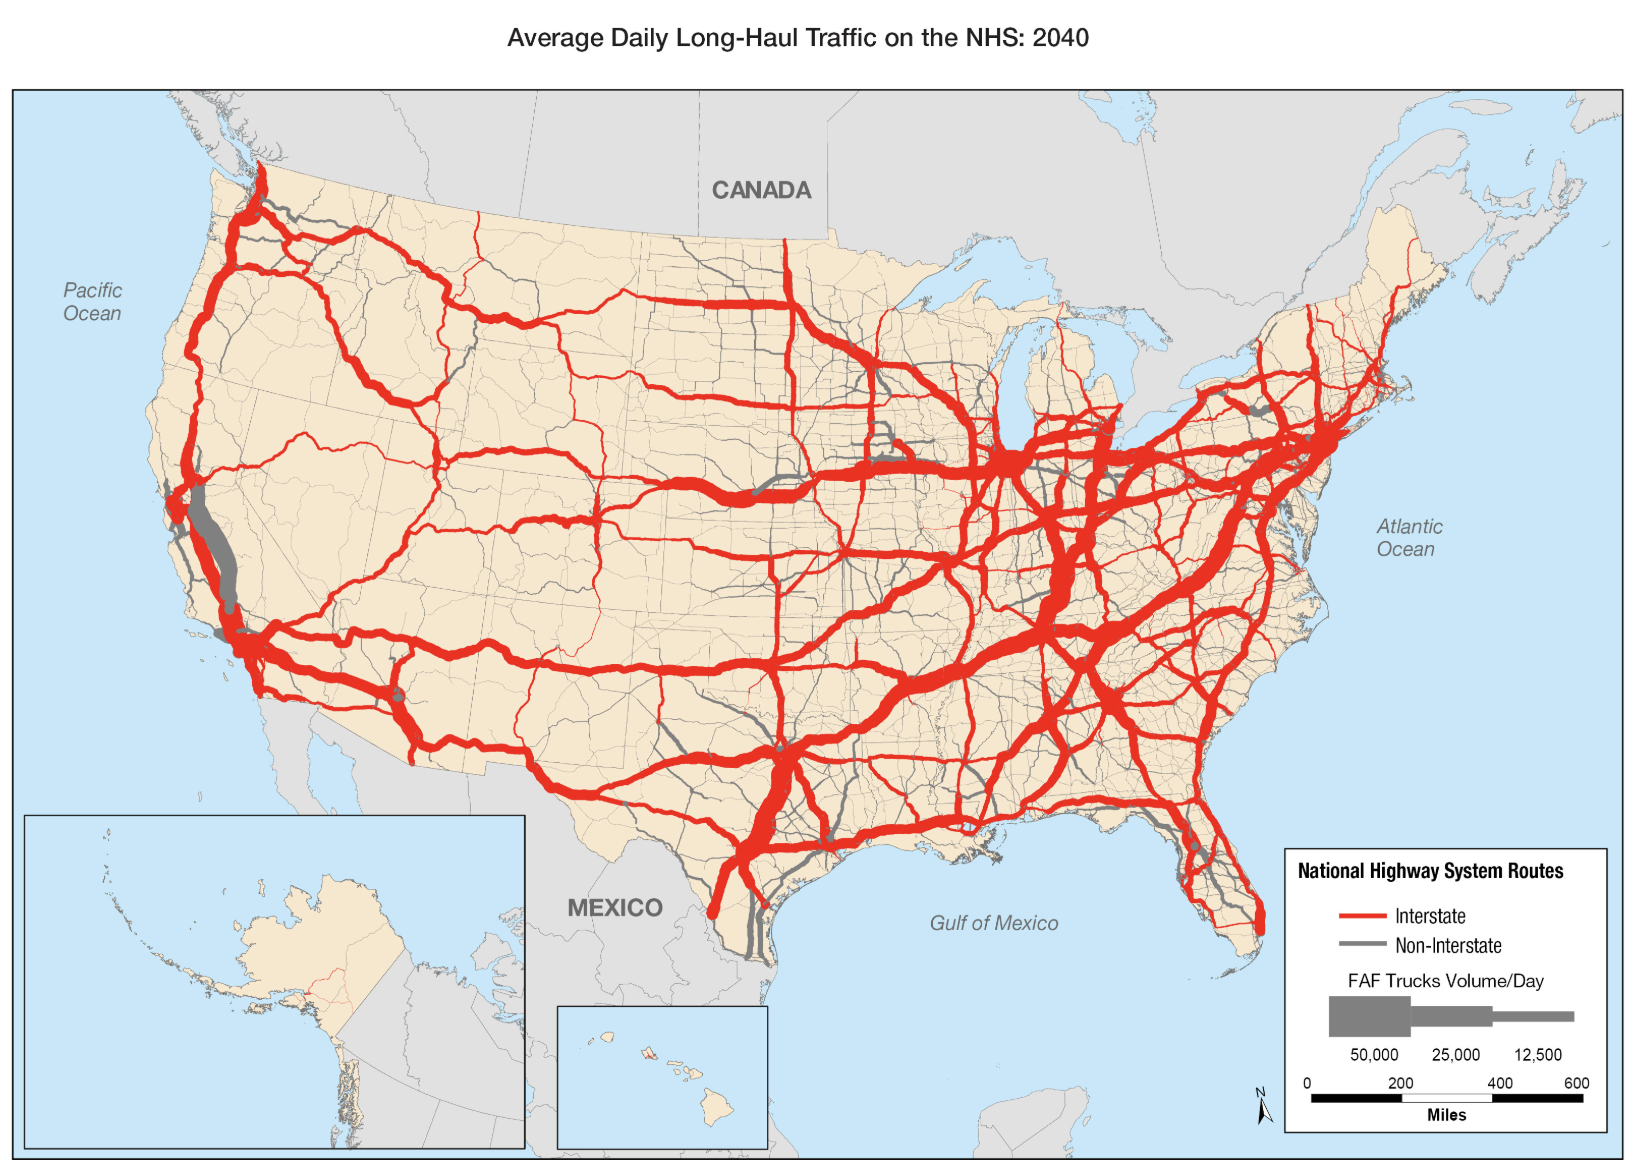 Average Daily Long-Haul Traffic on the NHS: 2040
CANADA
Pacific
Ocean
Atlantic
Ocean
MEXICO
Gulf of Mexico
National Highway System Routes
Interstate
Non-Interstate
FAF Trucks Volume/Day
50,000 25,000 12,500
0 200 400 600
Miles
N